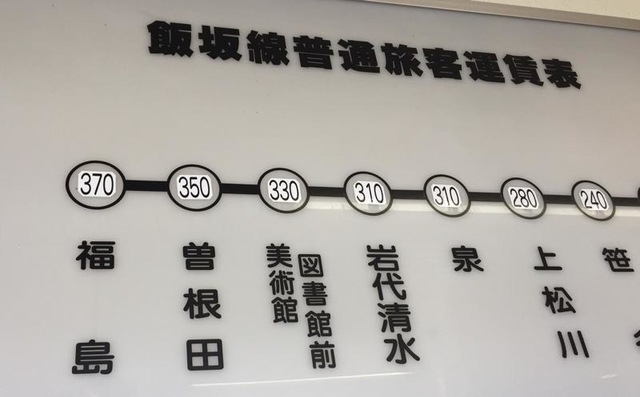 飯坂線普通旅客運賃表
370 350 330 310 310 280 240
福島
曽根田
美術館
図書館前
岩代清水
泉
上松川
笹